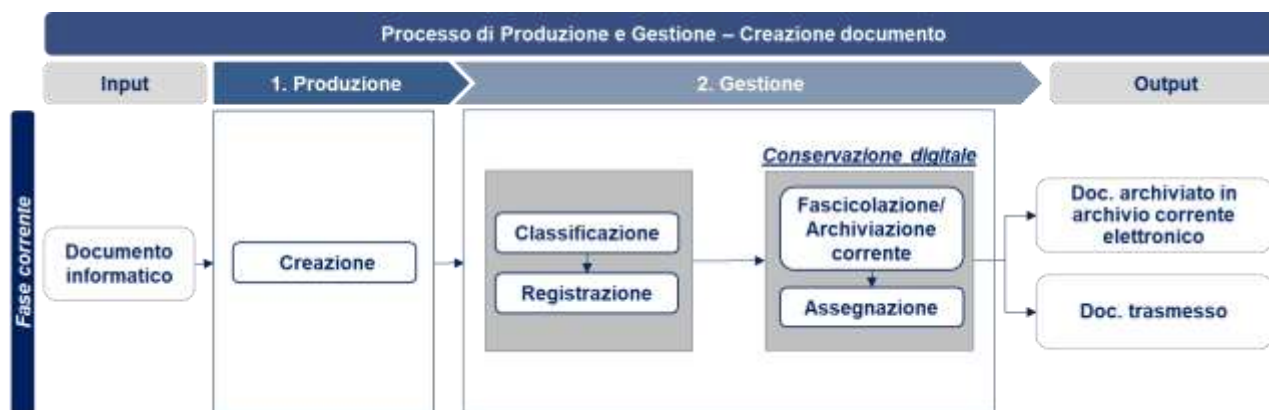 Processo di Produzione e Gestione – Creazione documento
Input
1. Produzione
2. Gestione
Output
Fase corrente
Documento
informatico
Creazione
Classificazione
Registrazione
Conservazione digitale
Fascicolazione/
Archiviazione
corrente
Assegnazione
Doc. archiviato in
archivio corrente
elettronico
Doc. trasmesso